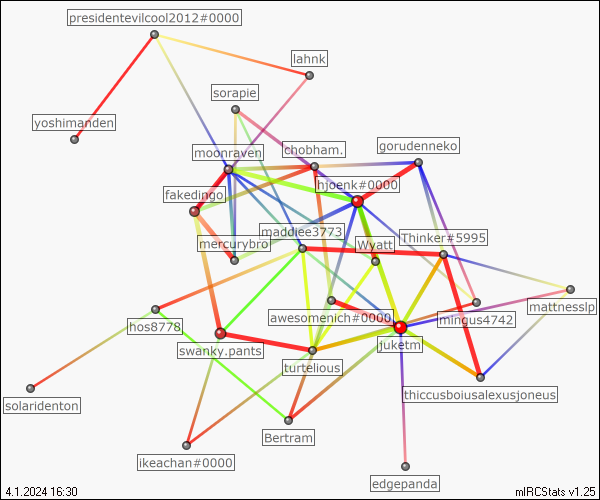 presidentevilcool2012#0000
lahnk
sorapie
yoshimanden
moonraven
chobham.
gorudenneko
hjoenk#0000
fakedingo
maddiee3773
mercurybro
Wyatt
Thinker#5995
mattnesslp
hos8778
awesomenich#0000
mingus4742
swanky.pants
juketm
turtelious
thiccusboiusalexusjoneus
solaridenton
Bertram
ikeachan#0000
edgepanda
4.1.2024 16:30
mIRCStats v1.25